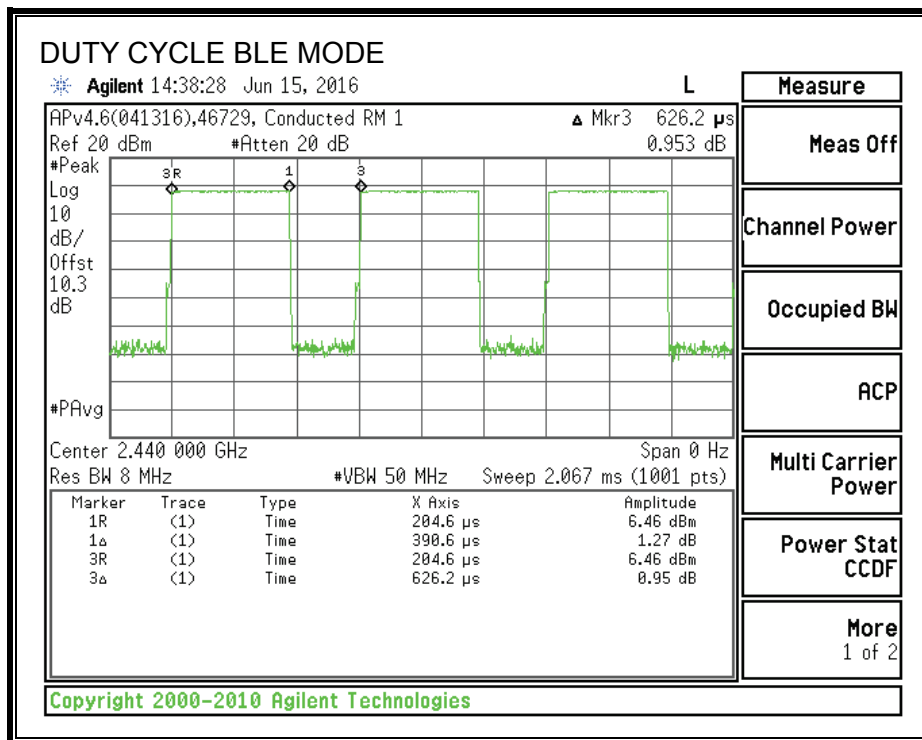 DUTY CYCLE BLE MODE
Agilent 14:38:28 Jun 15, 2016 L
APv4.6(041316),46729, Conducted RM 1 Δ Mkr3 626.2 µs
Ref 20 dBm #Atten 20 dB 0.953 dB
#Peak
Log
10
dB/
Offst
10.3
dB
#PAvg
3R 1 3
Center 2.440 000 GHz Span 0 Hz
Res BW 8 MHz #VBW 50 MHz Sweep 2.067 ms (1001 pts)
Marker Trace Type X Axis Amplitude
1R (1) Time 204.6 µs 6.46 dBm
1Δ (1) Time 390.6 µs 1.27 dB
3R (1) Time 204.6 µs 6.46 dBm
3Δ (1) Time 626.2 µs 0.95 dB
Measure
Meas Off
Channel Power
Occupied BW
ACP
Multi Carrier
Power
Power Stat
CCDF
More
1 of 2
Copyright 2000-2010 Agilent Technologies